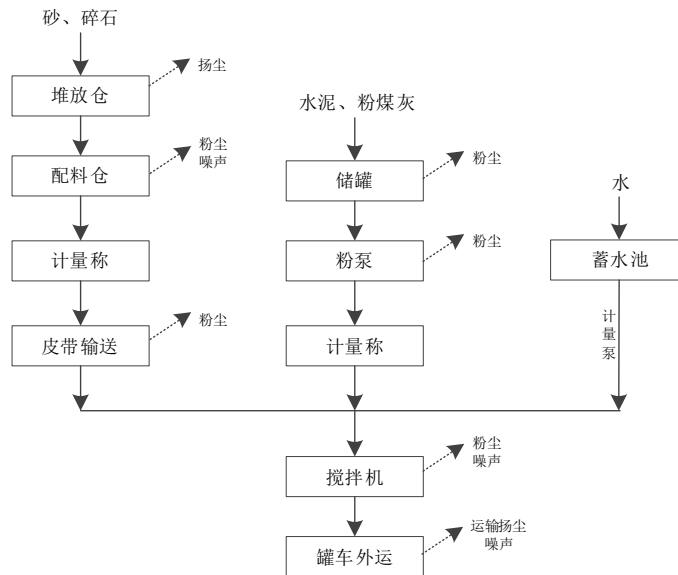 砂、碎石
扬尘
堆放仓
粉尘
噪声
配料仓
计量称
粉尘
皮带输送
水泥、粉煤灰
粉尘
储罐
粉尘
粉泵
计量称
水
蓄水池
计
量
泵
粉尘
噪声
搅拌机
运输扬尘
噪声
罐车外运